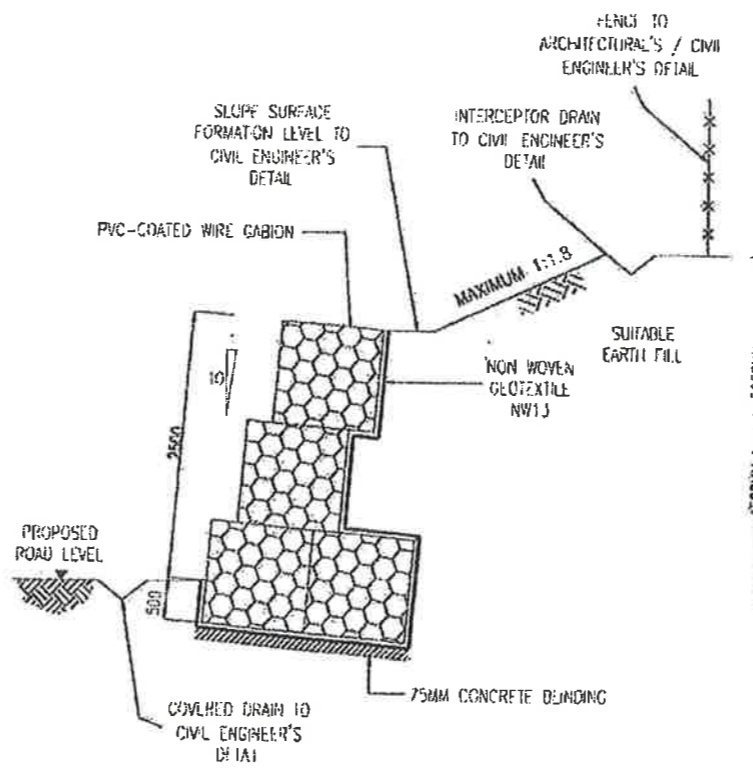 FENCE TO
ARCHITECTURAL'S / CIVIL
ENGINEER'S DETAIL
SLOPE SURFACE
FORMATION LEVEL TO
CIVIL ENGINEER'S
DETAIL
INTERCEPTOR DRAIN
TO CIVIL ENGINEER'S
DETAIL
PVC-COATED WIRE GABION
MAXIMUM 1:1.8
SUITABLE
EARTH FILL
10
NON WOVEN
GEOTEXTILE
2500
PROPOSED
ROAD LEVEL
500
75MM CONCRETE BLINDING
COVERED DRAIN TO
CIVIL ENGINEER'S
DETAIL